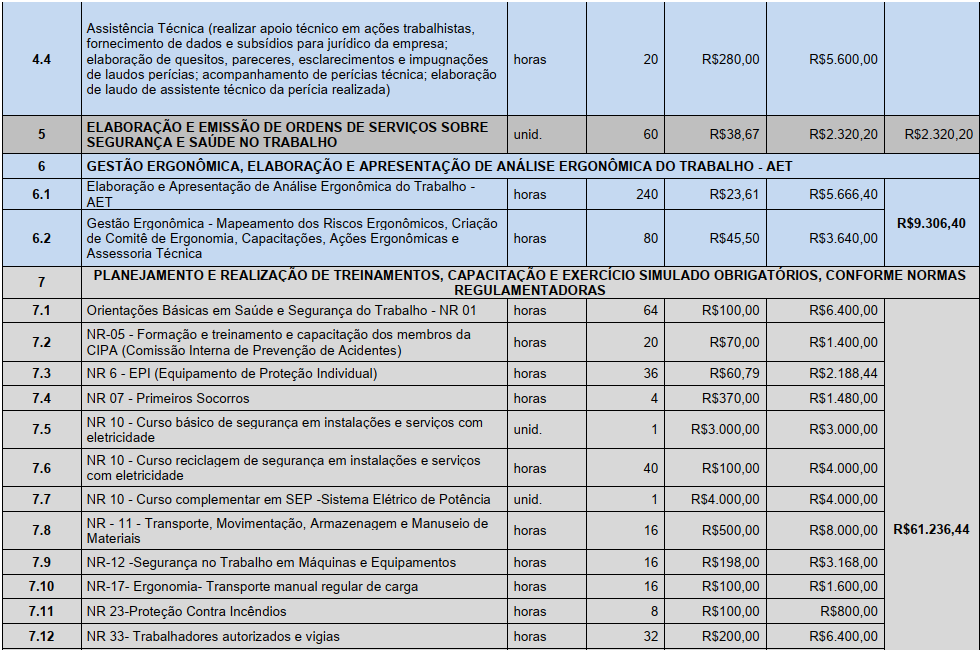 4.4 Assistência Técnica (realizar apoio técnico em ações trabalhistas,
fornecimento de dados e subsídios para jurídico da empresa;
elaboração de quesitos, pareceres, esclarecimentos e impugnações
de laudos perícias; acompanhamento de perícias técnica; elaboração
de laudo de assistente técnico da perícia realizada) horas 20 R$280,00 R$5.600,00
5 ELABORAÇÃO E EMISSÃO DE ORDENS DE SERVIÇOS SOBRE
SEGURANÇA E SAÚDE NO TRABALHO unid. 60 R$38,67 R$2.320,20 R$2.320,20
6 GESTÃO ERGONÔMICA, ELABORAÇÃO E APRESENTAÇÃO DE ANÁLISE ERGONÔMICA DO TRABALHO - AET
6.1 Elaboração e Apresentação de Análise Ergonômica do Trabalho -
AET horas 240 R$23,61 R$5.666,40 R$9.306,40
6.2 Gestão Ergonômica - Mapeamento dos Riscos Ergonômicos, Criação
de Comitê de Ergonomia, Capacitações, Ações Ergonômicas e
Assessoria Técnica horas 80 R$45,50 R$3.640,00
7 PLANEJAMENTO E REALIZAÇÃO DE TREINAMENTOS, CAPACITAÇÃO E EXERCÍCIO SIMULADO OBRIGATÓRIOS, CONFORME NORMAS
REGULAMENTADORAS
7.1 Orientações Básicas em Saúde e Segurança do Trabalho - NR 01 horas 64 R$100,00 R$6.400,00
7.2 NR-05 - Formação e treinamento e capacitação dos membros da
CIPA (Comissão Interna de Prevenção de Acidentes) horas 20 R$70,00 R$1.400,00
7.3 NR 6 - EPI (Equipamento de Proteção Individual) horas 36 R$60,79 R$2.188,44
7.4 NR 07 - Primeiros Socorros horas 4 R$370,00 R$1.480,00
7.5 NR 10 - Curso básico de segurança em instalações e serviços com
eletricidade unid. 1 R$3.000,00 R$3.000,00
7.6 NR 10 - Curso reciclagem de segurança em instalações e serviços
com eletricidade horas 40 R$100,00 R$4.000,00
7.7 NR 10 - Curso complementar em SEP -Sistema Elétrico de Potência unid. 1 R$4.000,00 R$4.000,00
7.8 NR - 11 - Transporte, Movimentação, Armazenagem e Manuseio de
Materiais horas 16 R$500,00 R$8.000,00 R$61.236,44
7.9 NR-12 -Segurança no Trabalho em Máquinas e Equipamentos horas 16 R$198,00 R$3.168,00
7.10 NR-17- Ergonomia- Transporte manual regular de carga horas 16 R$100,00 R$1.600,00
7.11 NR 23-Proteção Contra Incêndios horas 8 R$100,00 R$800,00
7.12 NR 33- Trabalhadores autorizados e vigias horas 32 R$200,00 R$6.400,00